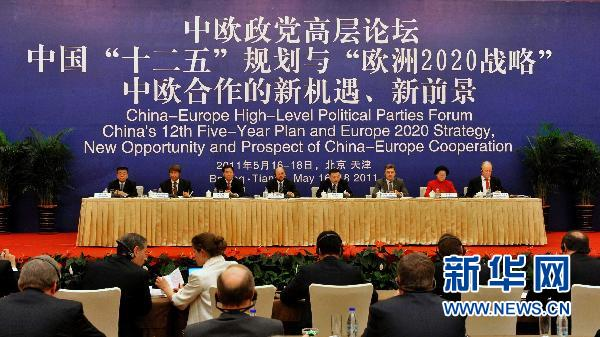 中欧政党高层论坛
中国“十二五”规划与“欧洲2020战略”
中欧合作的新机遇、新前景
China-Europe High-Level Political Parties Forum
China's 12th Five-Year Plan and Europe 2020 Strategy,
New Opportunity and Prospect of China-Europe Cooperation
2011年5月16-18日，北京 天津
May 16 2011
新华网
WWW.NEWS.CN